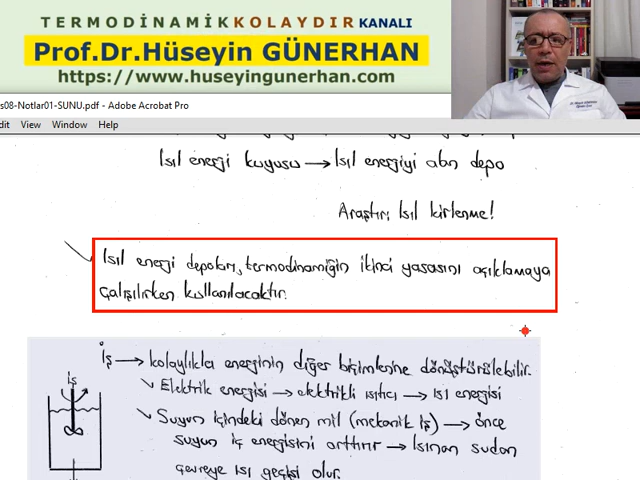 TERMODİNAMİKKOLAYDIR KANALI
Prof.Dr.Hüseyin GÜNERHAN
https://www.huseyingunerhan.com
s08-Notlar01-SUNU.pdf - Adobe Acrobat Pro
dit View Window Help
Isıl enerji kuyusu → Isıl enerjiyi alan depo
Araştır, Isıl kirlenme!
Isıl enerji depoları, termodinamiğin ikinci yasasını açıklamaya
çalışılırken kullanılacaktır.
İş → kolaylıkla enerjinin diğer biçimlerine dönüştürülebilir.
İş
Elektrik enerjisi → elektrikli ısıtıcı → ısı enerjisi
Suyun içindeki dönen mil (mekanik iş) → önce
suyun iç enerjisini arttırır → Isınan sudan
çevreye ısı geçişi olur.